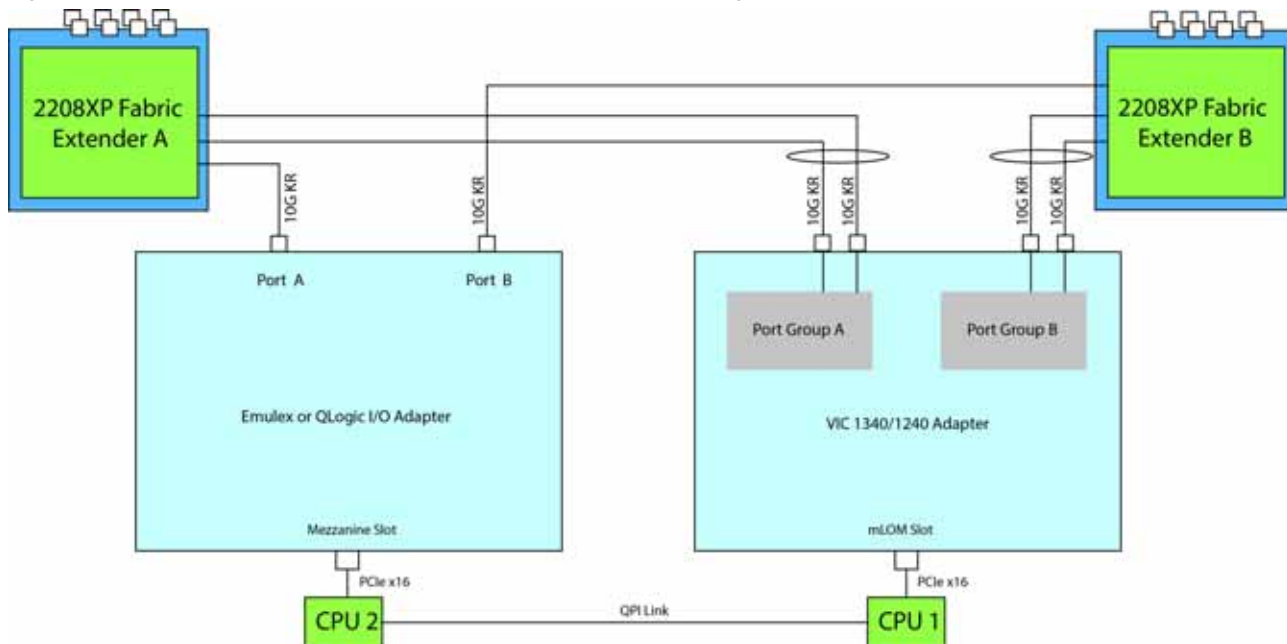 2208XP Fabric
Extender A
2208XP Fabric
Extender B
10G KR
10G KR
10G KR
10G KR
10G KR
Port A
Port B
Port Group A
Port Group B
Emulex or QLogic I/O Adapter
VIC 1340/1240 Adapter
Mezzanine Slot
mLOM Slot
PCIe x16
PCIe x16
CPU 2
QPI Link
CPU 1